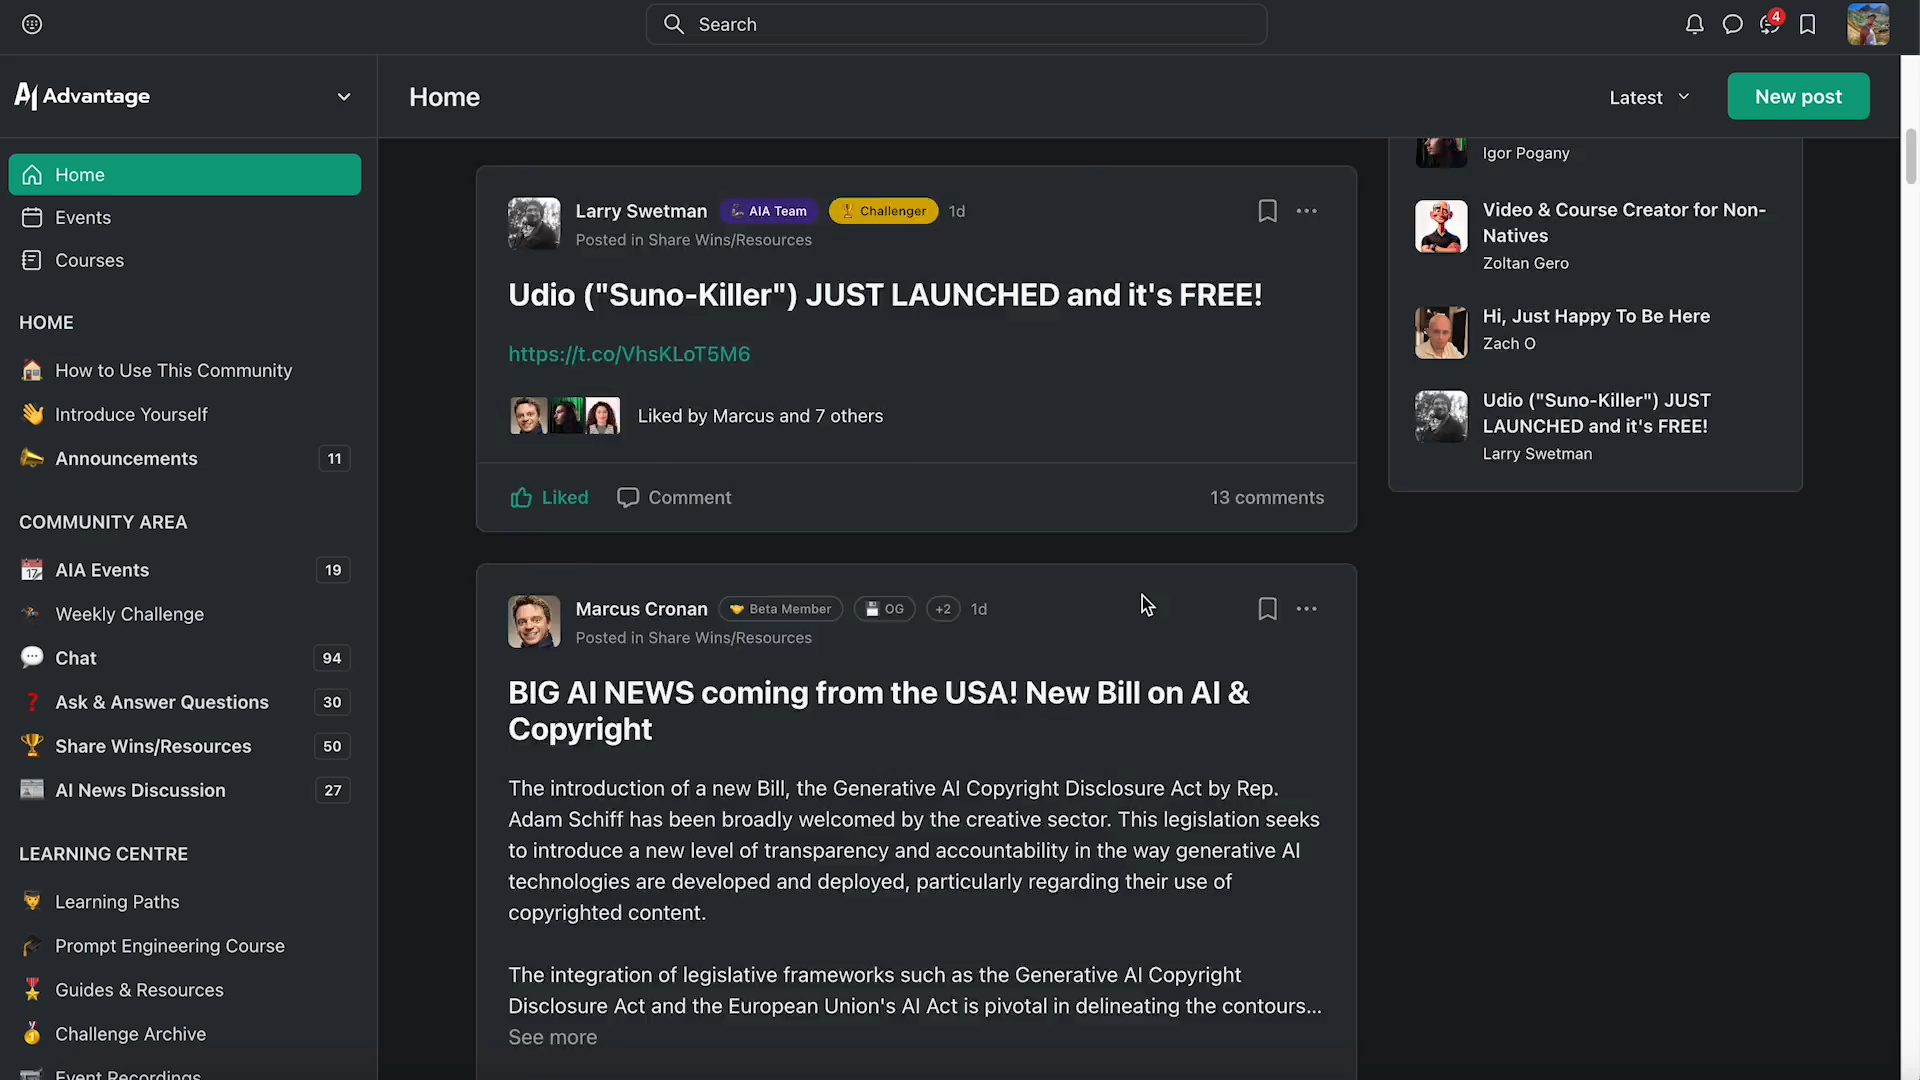 Search
4
AI Advantage
Home
Latest
New post
Home
Events
Courses
HOME
How to Use This Community
Introduce Yourself
Announcements 11
COMMUNITY AREA
17 AIA Events 19
Weekly Challenge
Chat 94
Ask & Answer Questions 30
Share Wins/Resources 50
AI News Discussion 27
LEARNING CENTRE
Learning Paths
Prompt Engineering Course
Guides & Resources
Challenge Archive
Event Recordings
Larry Swetman AIA Team Challenger 1d
Posted in Share Wins/Resources
Udio ("Suno-Killer") JUST LAUNCHED and it's FREE!
https://t.co/VhsKLoT5M6
Liked by Marcus and 7 others
Liked Comment 13 comments
Marcus Cronan Beta Member OG +2 1d
Posted in Share Wins/Resources
BIG AI NEWS coming from the USA! New Bill on AI &
Copyright
The introduction of a new Bill, the Generative AI Copyright Disclosure Act by Rep.
Adam Schiff has been broadly welcomed by the creative sector. This legislation seeks
to introduce a new level of transparency and accountability in the way generative AI
technologies are developed and deployed, particularly regarding their use of
copyrighted content.
The integration of legislative frameworks such as the Generative AI Copyright
Disclosure Act and the European Union's AI Act is pivotal in delineating the contours...
See more
Igor Pogany
Video & Course Creator for Non-
Natives
Zoltan Gero
Hi, Just Happy To Be Here
Zach O
Udio ("Suno-Killer") JUST
LAUNCHED and it's FREE!
Larry Swetman